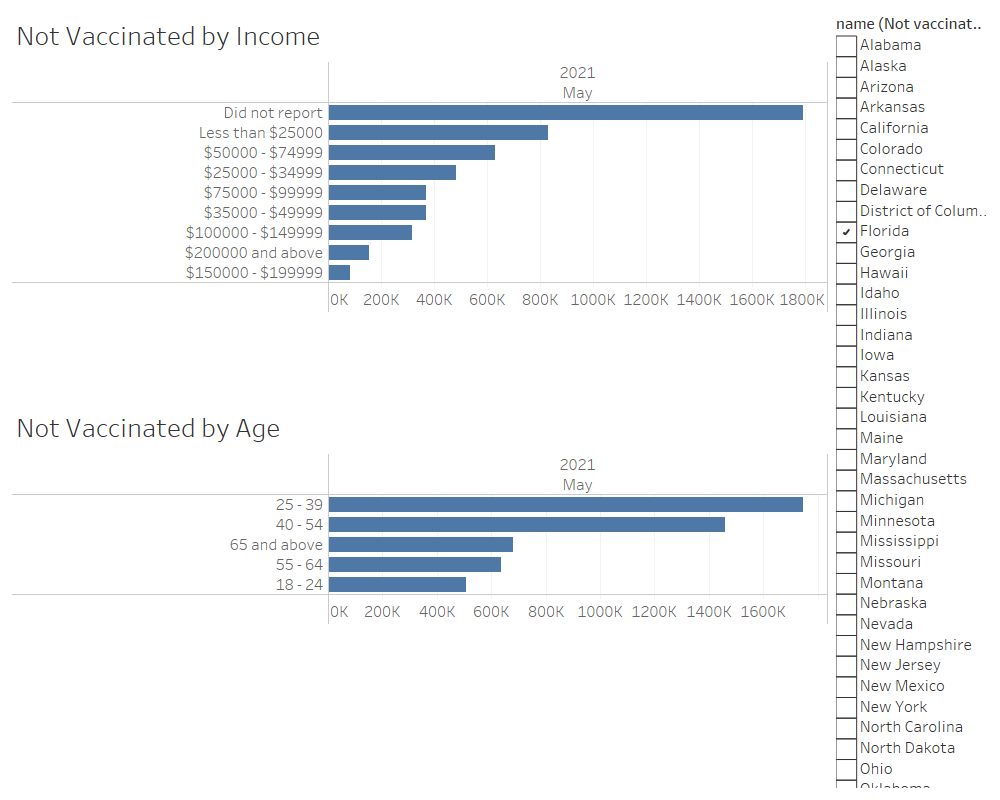 Not Vaccinated by Income
2021
May
Did not report
Less than $25000
$50000 - $74999
$25000 - $34999
$75000 - $99999
$35000 - $49999
$100000 - $149999
$200000 and above
$150000 - $199999
0K 200K 400K 600K 800K 1000K 1200K 1400K 1600K 1800K
Not Vaccinated by Age
2021
May
25 - 39
40 - 54
65 and above
55 - 64
18 - 24
0K 200K 400K 600K 800K 1000K 1200K 1400K 1600K
name (Not vaccinat..
Alabama
Alaska
Arizona
Arkansas
California
Colorado
Connecticut
Delaware
District of Colum..
Florida
Georgia
Hawaii
Idaho
Illinois
Indiana
Iowa
Kansas
Kentucky
Louisiana
Maine
Maryland
Massachusetts
Michigan
Minnesota
Mississippi
Missouri
Montana
Nebraska
Nevada
New Hampshire
New Jersey
New Mexico
New York
North Carolina
North Dakota
Ohio
Oklahoma